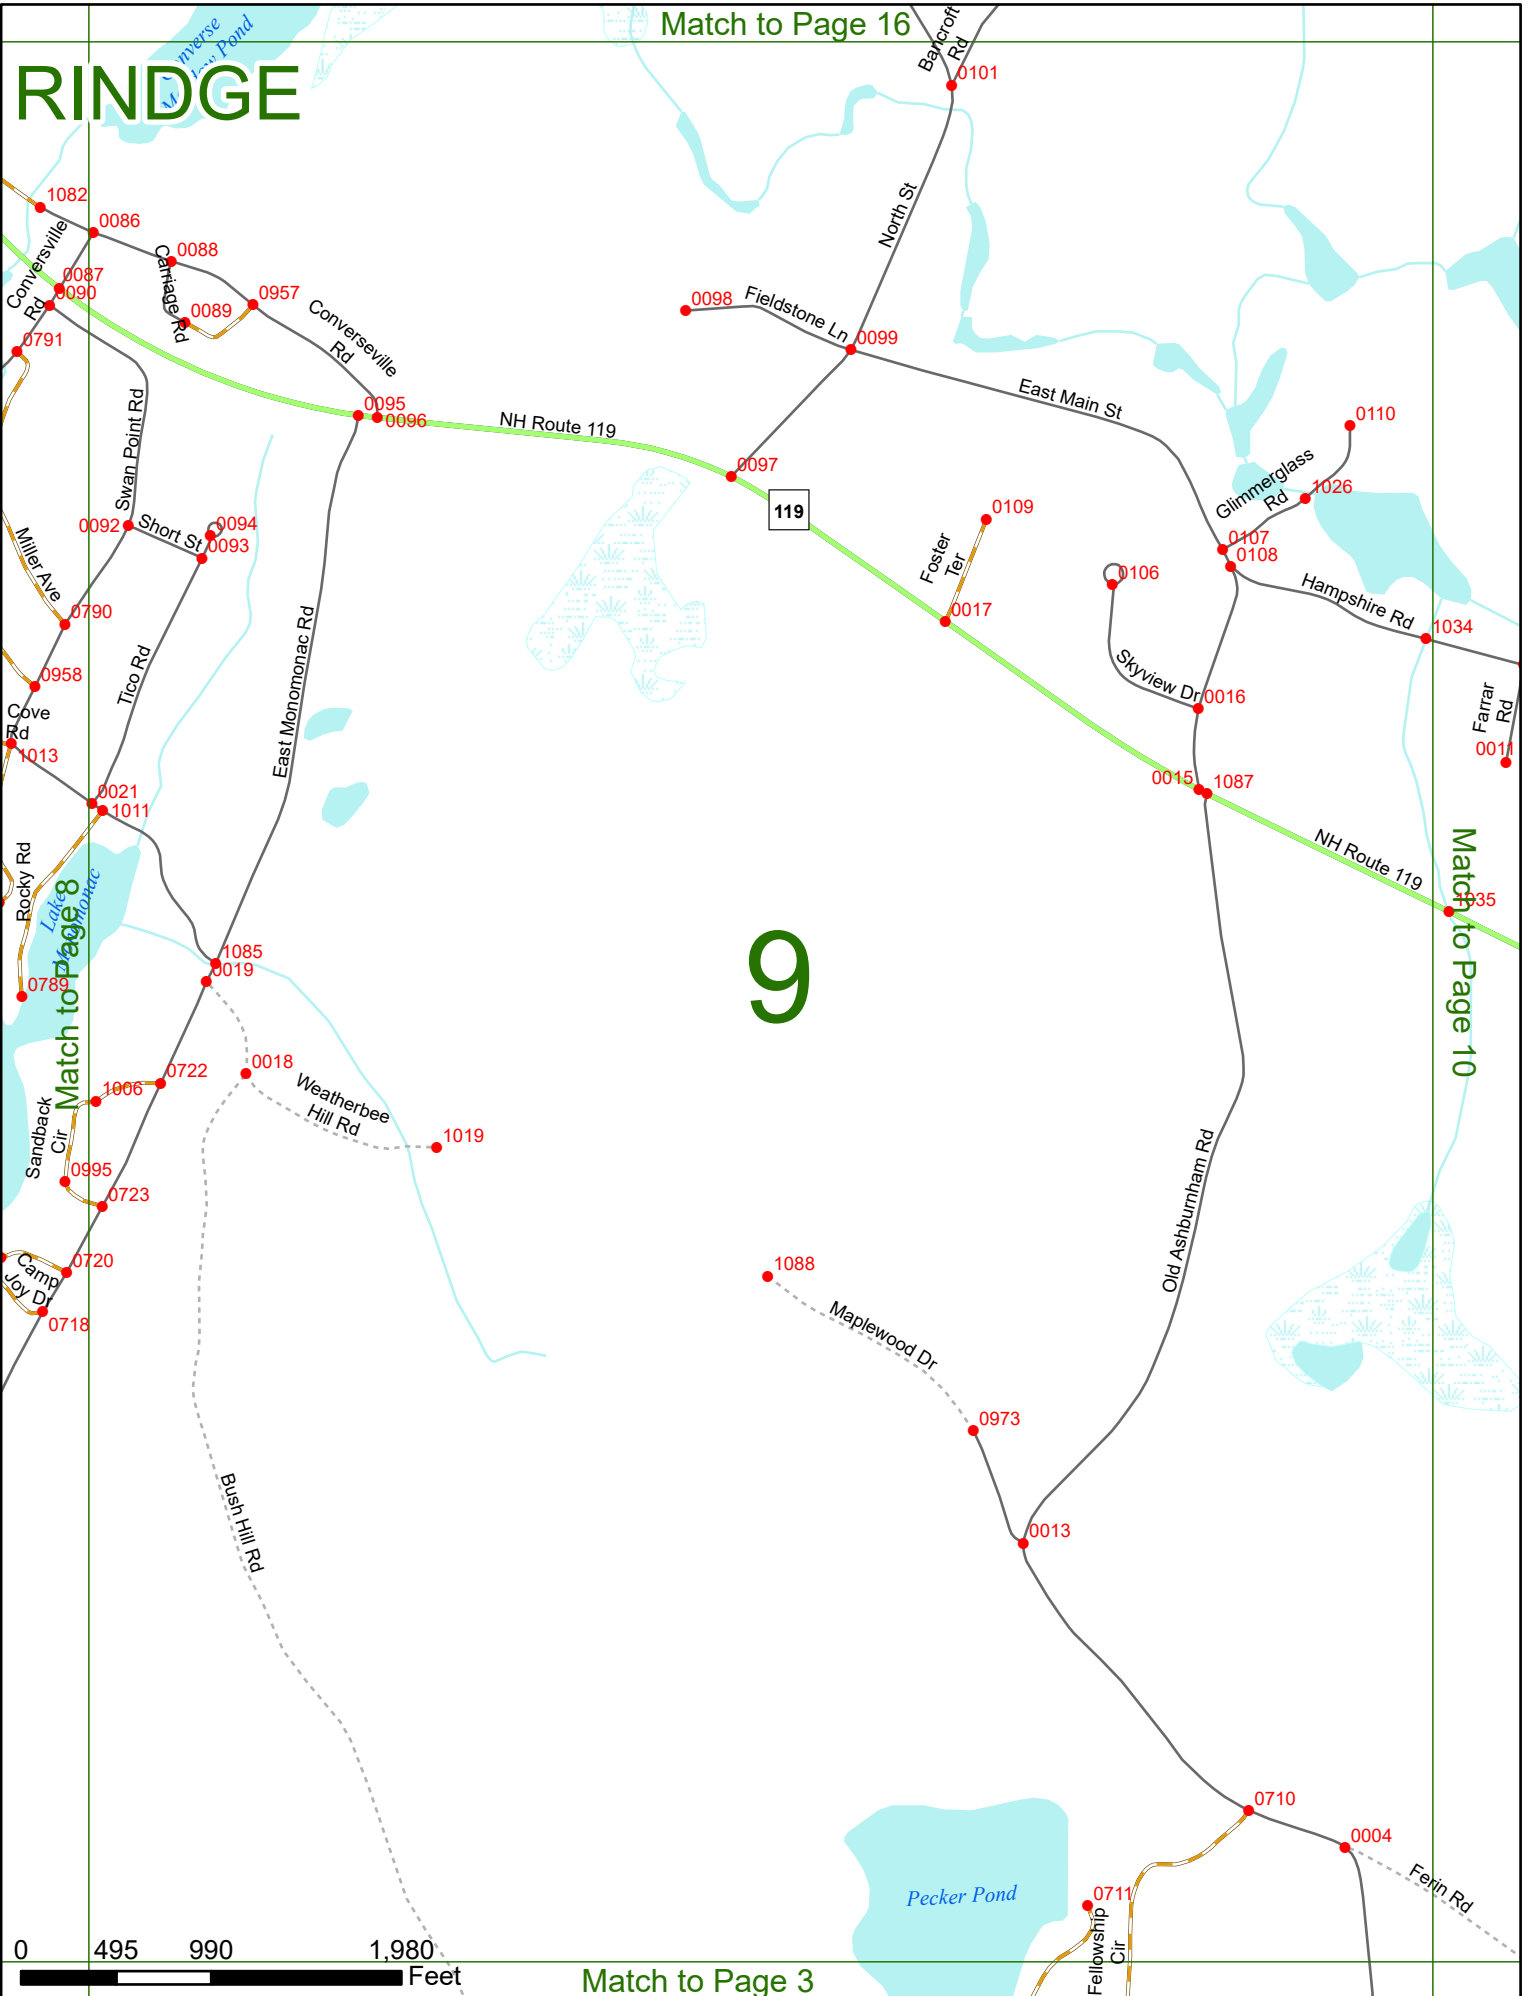 Match to Page 16
Bancroft
Rd
Converse
Meadow Pond
RINDGE
0101
1082
0086
North St
Conversville
Rd
0088
Carriage Rd
0087
0090
0957
0089
Converseville
Rd
0098
Fieldstone Ln
0099
0791
East Main St
Swan Point Rd
0095
0096
NH Route 119
0110
0097
Glimmerglass
Rd
1026
119
0109
0092
Short St
0094
0093
Miller Ave
Foster
Ter
0107
0108
0106
Hampshire Rd
0790
0017
1034
East Monomonac Rd
Tico Rd
0958
Skyview Dr
0016
Farrar
Rd
Cove
Rd
1013
0011
0015
1087
0021
1011
NH Route 119
Rocky Rd
Lake
Monomonac
Match to Page 8
1035
Match to Page 10
9
1085
0019
0789
0018
0722
1006
Weatherbee
Hill Rd
Sandback
Cir
1019
0995
0723
Old Ashburnham Rd
0720
Camp
Joy Dr
0718
1088
Maplewood Dr
0973
Bush Hill Rd
0013
0710
0004
Ferin Rd
Pecker Pond
0711
Fellowship
Cir
0 495 990 1,980
Feet
Match to Page 3